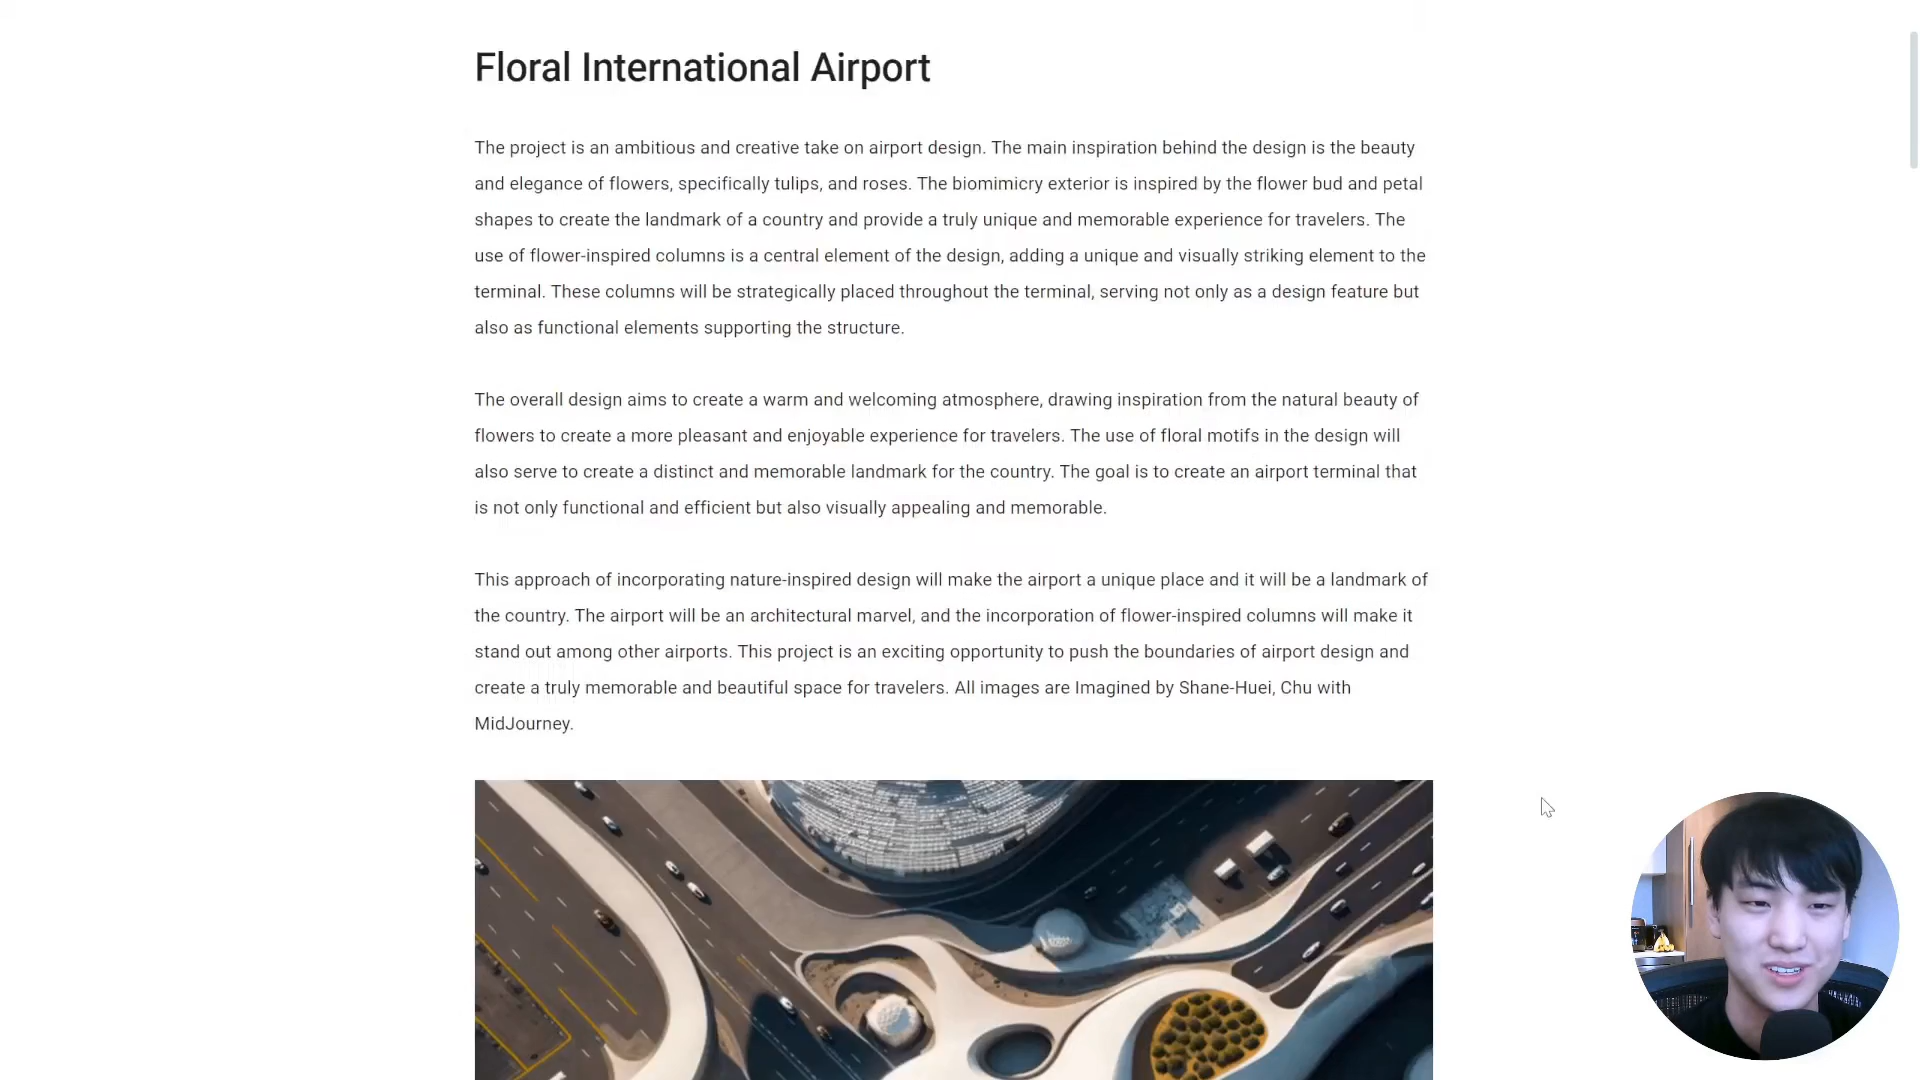 Floral International Airport
The project is an ambitious and creative take on airport design. The main inspiration behind the design is the beauty
and elegance of flowers, specifically tulips, and roses. The biomimicry exterior is inspired by the flower bud and petal
shapes to create the landmark of a country and provide a truly unique and memorable experience for travelers. The
use of flower-inspired columns is a central element of the design, adding a unique and visually striking element to the
terminal. These columns will be strategically placed throughout the terminal, serving not only as a design feature but
also as functional elements supporting the structure.
The overall design aims to create a warm and welcoming atmosphere, drawing inspiration from the natural beauty of
flowers to create a more pleasant and enjoyable experience for travelers. The use of floral motifs in the design will
also serve to create a distinct and memorable landmark for the country. The goal is to create an airport terminal that
is not only functional and efficient but also visually appealing and memorable.
This approach of incorporating nature-inspired design will make the airport a unique place and it will be a landmark of
the country. The airport will be an architectural marvel, and the incorporation of flower-inspired columns will make it
stand out among other airports. This project is an exciting opportunity to push the boundaries of airport design and
create a truly memorable and beautiful space for travelers. All images are Imagined by Shane-Huei, Chu with
MidJourney.